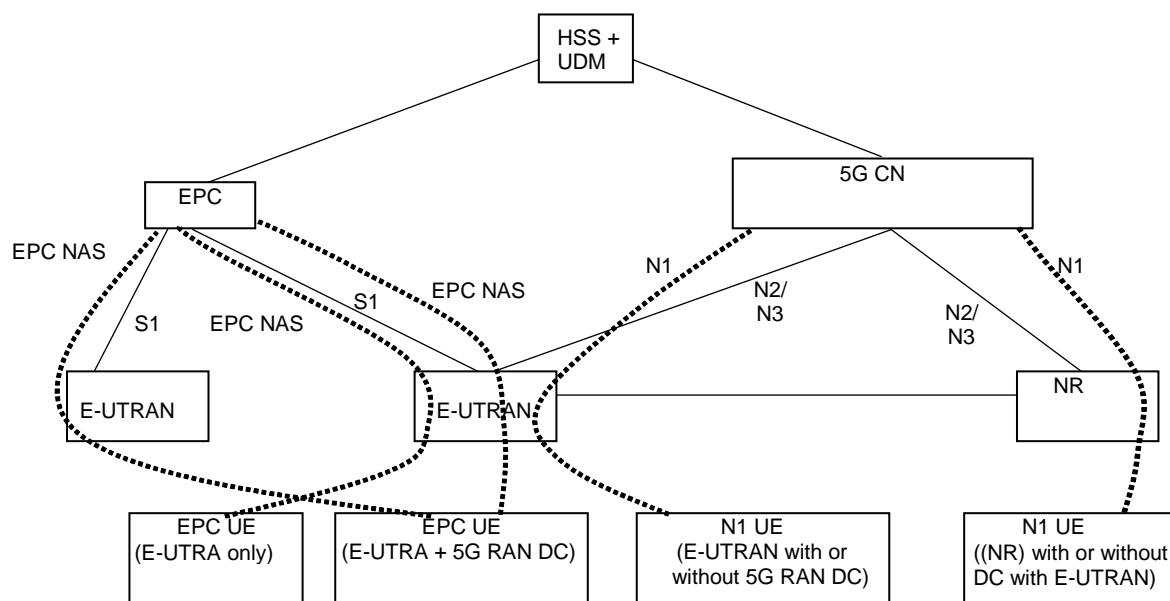 HSS +
UDM
EPC
5G CN
EPC NAS
N1
N1
EPC NAS
S1
N2/
N3
S1
EPC NAS
N2/
N3
NR
E-UTRAN
E-UTRAN
EPC UE
(E-UTRA only)
EPC UE
(E-UTRA + 5G RAN DC)
N1 UE
(E-UTRAN with or
without 5G RAN DC)
N1 UE
((NR) with or without
DC with E-UTRAN)